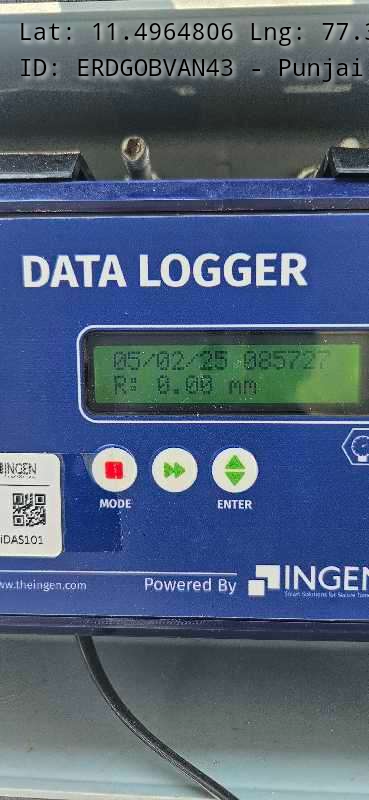 Lat: 11.4964806 Lng: 77.3
ID: ERDGOBVAN43 - Punjai
DATA LOGGER
05/02/25 085727
R: 0.00 mm
INGEN
iDAS101
MODE
ENTER
www.theingen.com
Powered By
INGEN